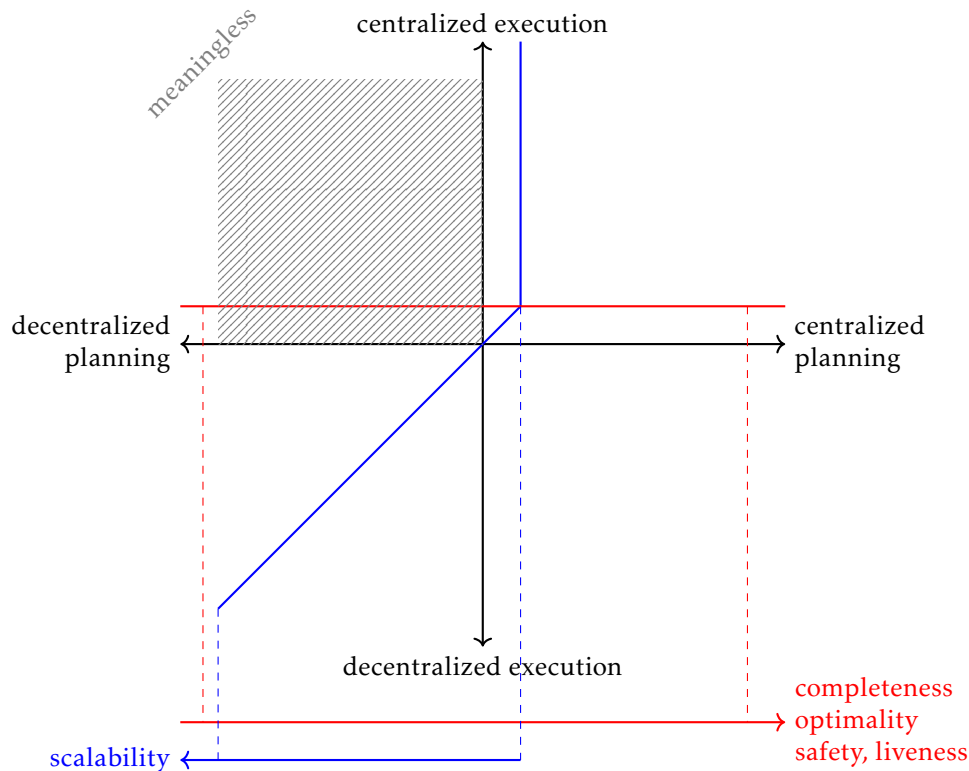 centralized execution
meaningless
decentralized
planning
centralized
planning
decentralized execution
completeness
optimality
safety, liveness
scalability